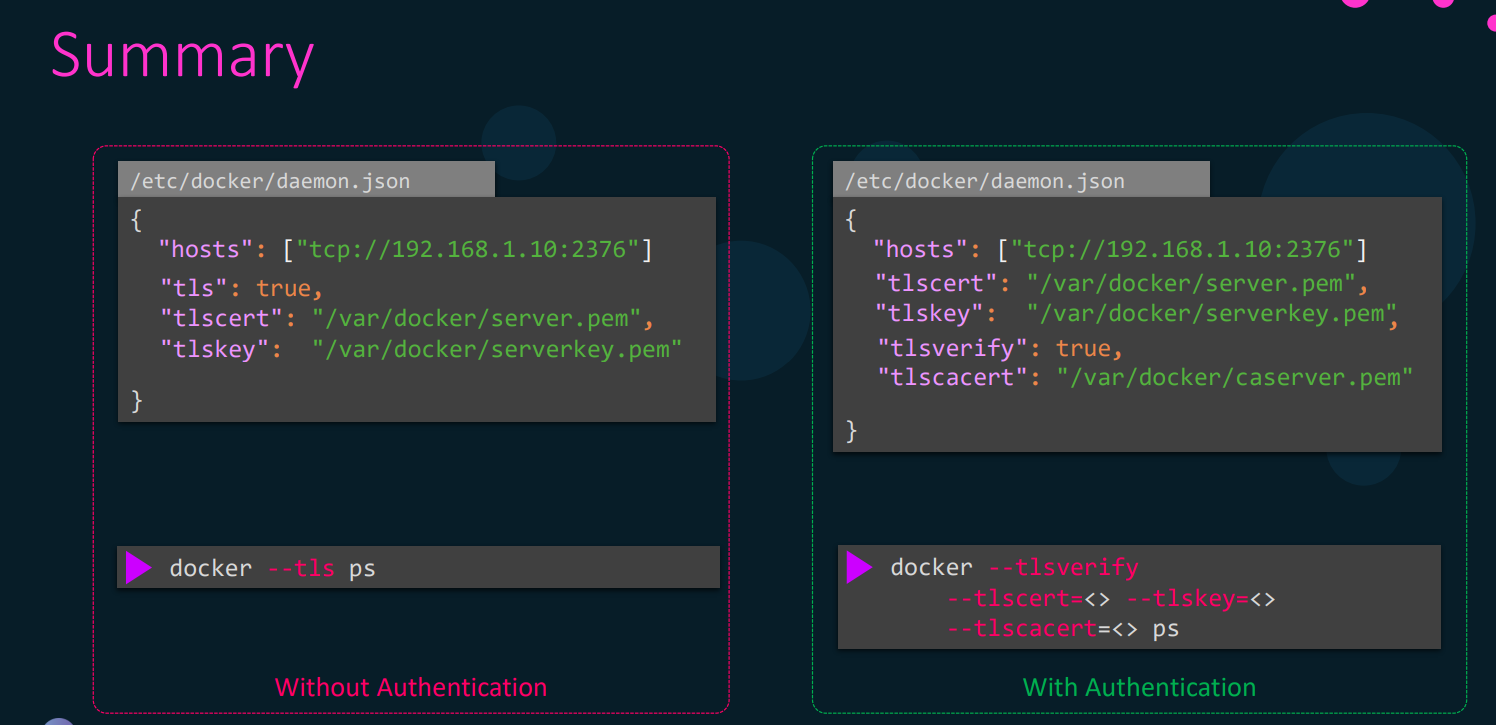 Summary
/etc/docker/daemon.json
{
"hosts": ["tcp://192.168.1.10:2376"]
"tls": true,
"tlscert": "/var/docker/server.pem",
"tlskey": "/var/docker/serverkey.pem"
}
docker --tls ps
Without Authentication
/etc/docker/daemon.json
{
"hosts": ["tcp://192.168.1.10:2376"]
"tlscert": "/var/docker/server.pem",
"tlskey": "/var/docker/serverkey.pem",
"tlsverify": true,
"tlscacert": "/var/docker/caserver.pem"
}
docker --tlsverify
--tlscert=<> --tlskey=<>
--tlscacert=<> ps
With Authentication